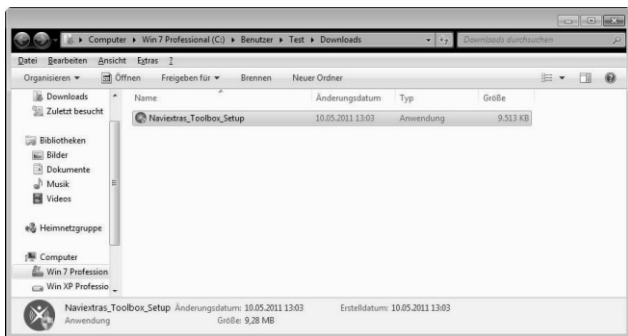 Computer ▸ Win 7 Professional (C:) ▸ Benutzer ▸ Test ▸ Downloads
Downloads durchsuchen
Datei Bearbeiten Ansicht Extras ?
Organisieren Öffnen Freigeben für Brennen Neuer Ordner
Downloads
Zuletzt besucht
Bibliotheken
Bilder
Dokumente
Musik
Videos
Heimnetzgruppe
Computer
Win 7 Profession
Win XP Professio
Name Änderungsdatum Typ Größe
Naviextras_Toolbox_Setup 10.05.2011 13:03 Anwendung 9.513 KB
Naviextras_Toolbox_Setup Änderungsdatum: 10.05.2011 13:03 Erstelldatum: 10.05.2011 13:03
Anwendung Größe: 9,28 MB